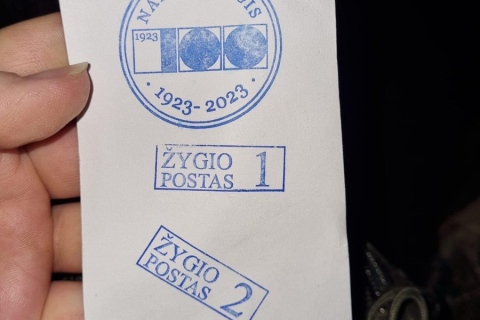 1923
100
· 1923-2023 ·
ŽYGIO
POSTAS 1
ŽYGIO
POSTAS 2